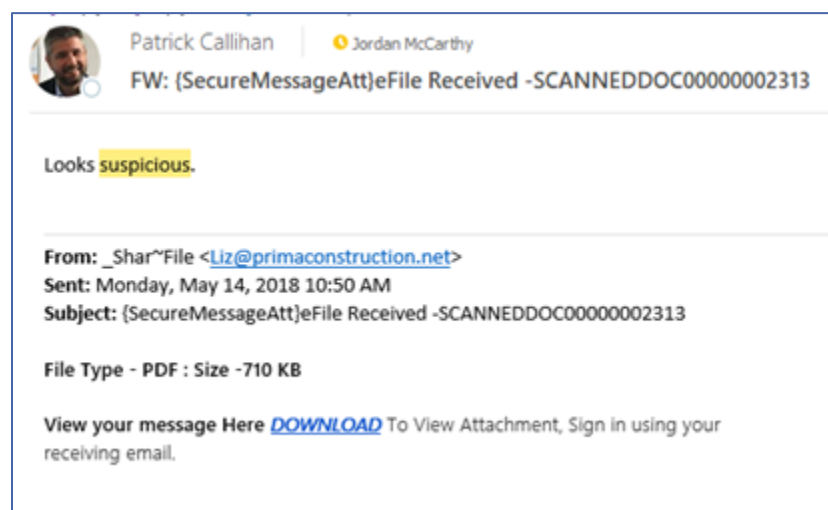 Patrick Callihan Jordan McCarthy
FW: {SecureMessageAtt}eFile Received -SCANNEDDOC00000002313
Looks suspicious.
From: _Shar~File <Liz@primaconstruction.net>
Sent: Monday, May 14, 2018 10:50 AM
Subject: {SecureMessageAtt}eFile Received -SCANNEDDOC00000002313
File Type - PDF : Size -710 KB
View your message Here DOWNLOAD To View Attachment, Sign in using your
receiving email.